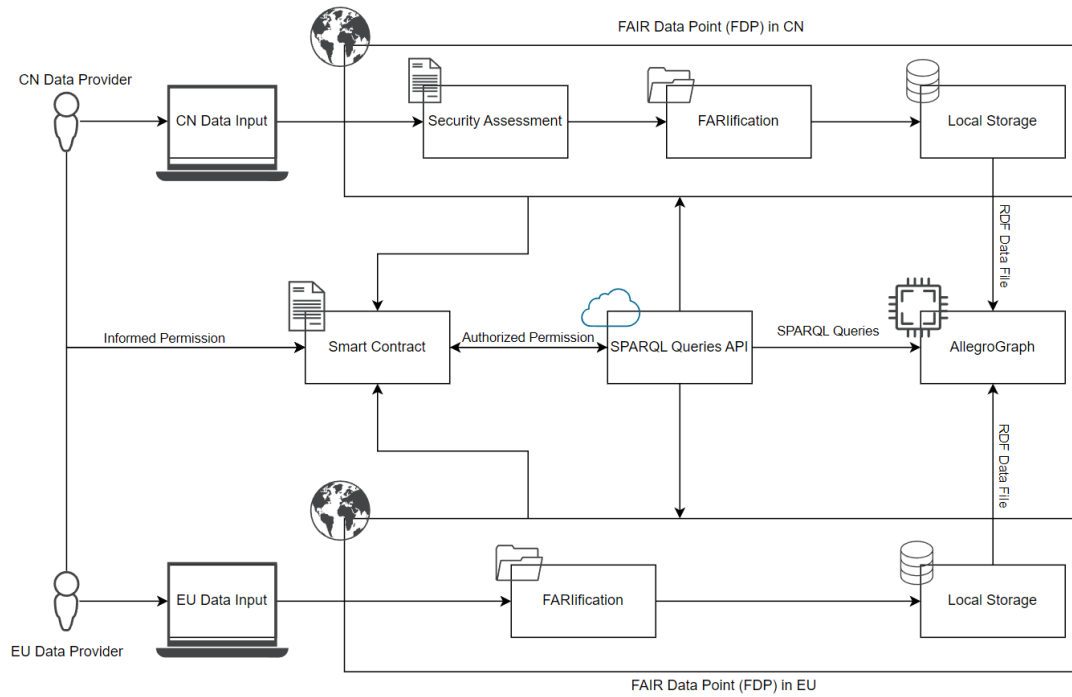 FAIR Data Point (FDP) in CN
CN Data Provider
CN Data Input
Security Assessment
FARIification
Local Storage
RDF Data File
Informed Permission
Smart Contract
Authorized Permission
SPARQL Queries API
SPARQL Queries
AllegroGraph
RDF Data File
EU Data Input
FARIification
Local Storage
EU Data Provider
FAIR Data Point (FDP) in EU